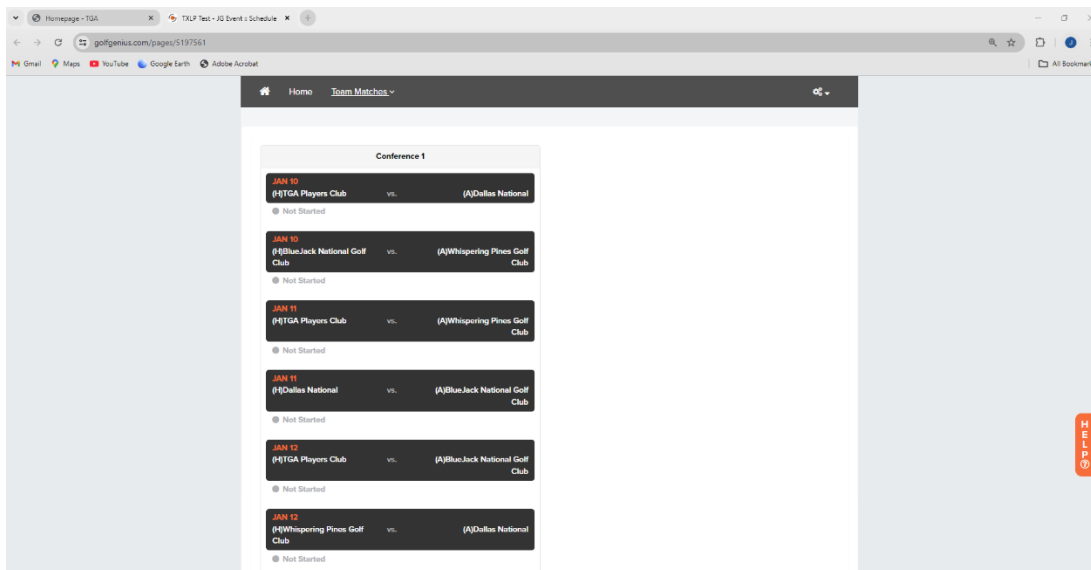 Homepage - TGA
TXLP Test - JG Event :: Schedule
golfgenius.com/pages/5197561
Gmail Maps YouTube Google Earth Adobe Acrobat
All Bookmark
Home Team Matches
Conference 1
JAN 10
(H)TGA Players Club vs. (A)Dallas National
Not Started
JAN 10
(H)BlueJack National Golf vs. (A)Whispering Pines Golf
Club Club
Not Started
JAN 11
(H)TGA Players Club vs. (A)Whispering Pines Golf
Club
Not Started
JAN 11
(H)Dallas National vs. (A)BlueJack National Golf
Club
Not Started
JAN 12
(H)TGA Players Club vs. (A)BlueJack National Golf
Club
Not Started
JAN 12
(H)Whispering Pines Golf vs. (A)Dallas National
Club
Not Started
HELP?
J